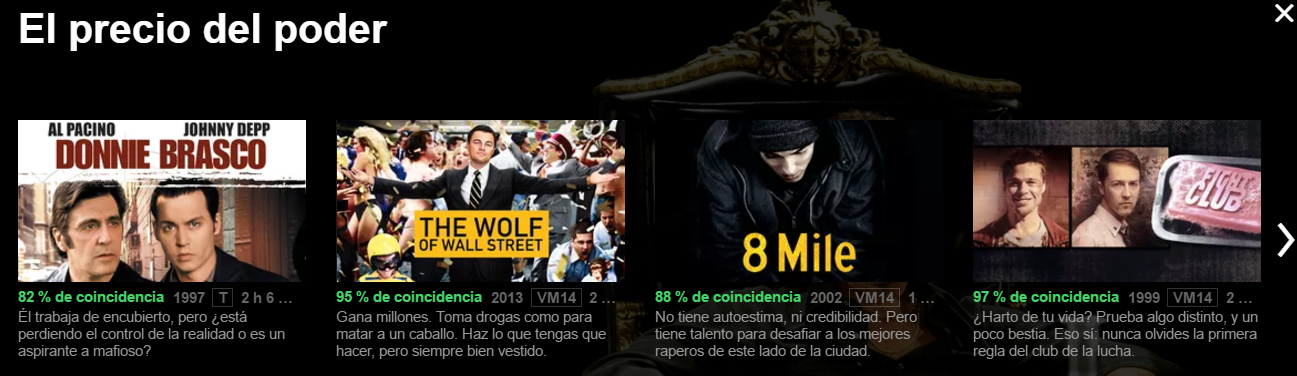 El precio del poder
AL PACINO JOHNNY DEPP
DONNIE BRASCO
82 % de coincidencia 1997 T 2 h 6 ...
Él trabaja de encubierto, pero ¿está
perdiendo el control de la realidad o es un
aspirante a mafioso?
THE WOLF
OF WALL STREET
95 % de coincidencia 2013 VM14 2 ...
Gana millones. Toma drogas como para
matar a un caballo. Haz lo que tengas que
hacer, pero siempre bien vestido.
8 Mile
88 % de coincidencia 2002 VM14 1 ...
No tiene autoestima, ni credibilidad. Pero
tiene talento para desafiar a los mejores
raperos de este lado de la ciudad.
FIGHT
CLUB
97 % de coincidencia 1999 VM14 2 ...
¿Harto de tu vida? Prueba algo distinto, y un
poco bestia. Eso sí: nunca olvides la primera
regla del club de la lucha.